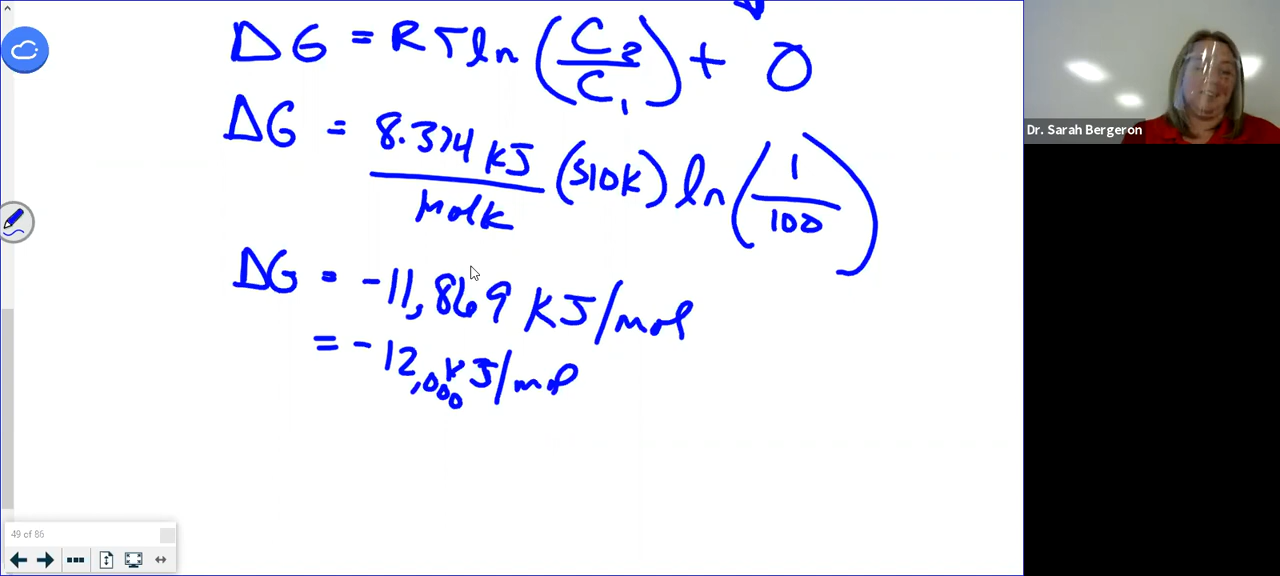 ΔG = RT ln (C₂/C₁) + 0
Dr. Sarah Bergeron
ΔG = 8.314 KJ/molK (310K) ln (1/100)
ΔG = -11,869 KJ/mol
= -12,000 KJ/mol
49 of 86